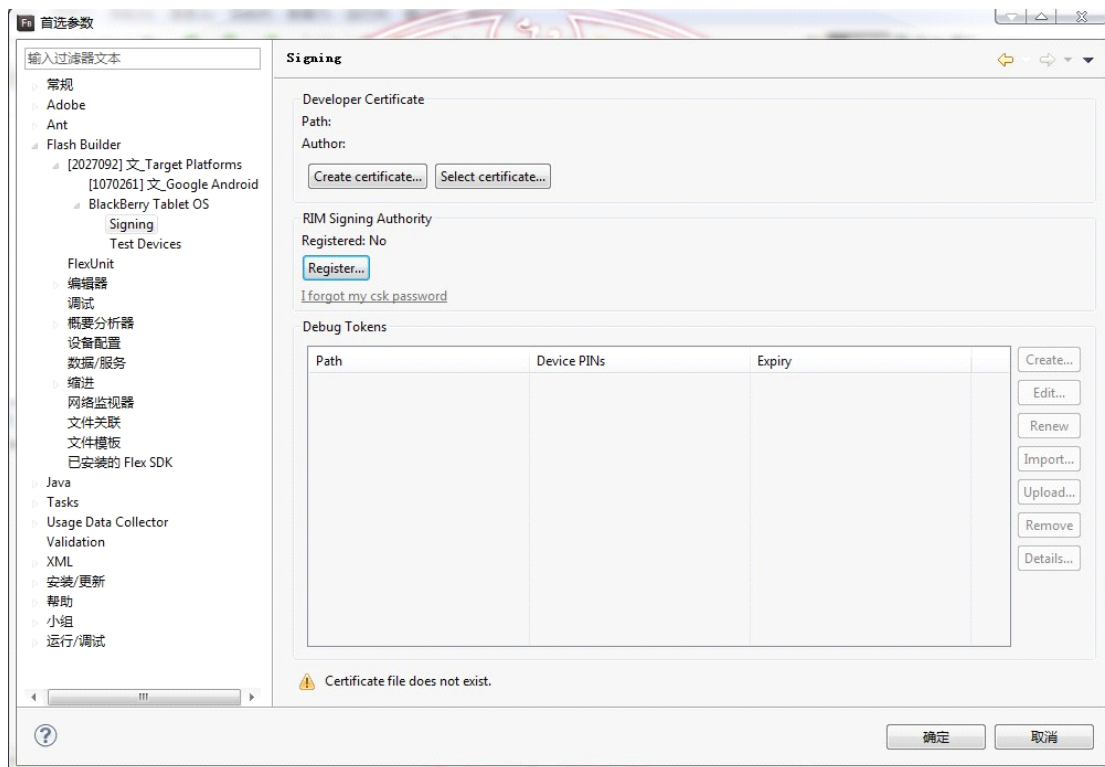 FB 首选参数
输入过滤器文本
常规
Adobe
Ant
Flash Builder
[2027092] 文_Target Platforms
[1070261] 文_Google Android
BlackBerry Tablet OS
Signing
Test Devices
FlexUnit
编辑器
调试
概要分析器
设备配置
数据/服务
缩进
网络监视器
文件关联
文件模板
已安装的 Flex SDK
Java
Tasks
Usage Data Collector
Validation
XML
安装/更新
帮助
小组
运行/调试
Signing
Developer Certificate
Path:
Author:
Create certificate... Select certificate...
RIM Signing Authority
Registered: No
Register...
I forgot my csk password
Debug Tokens
Path Device PINs Expiry
Create...
Edit...
Renew
Import...
Upload...
Remove
Details...
Certificate file does not exist.
确定 取消